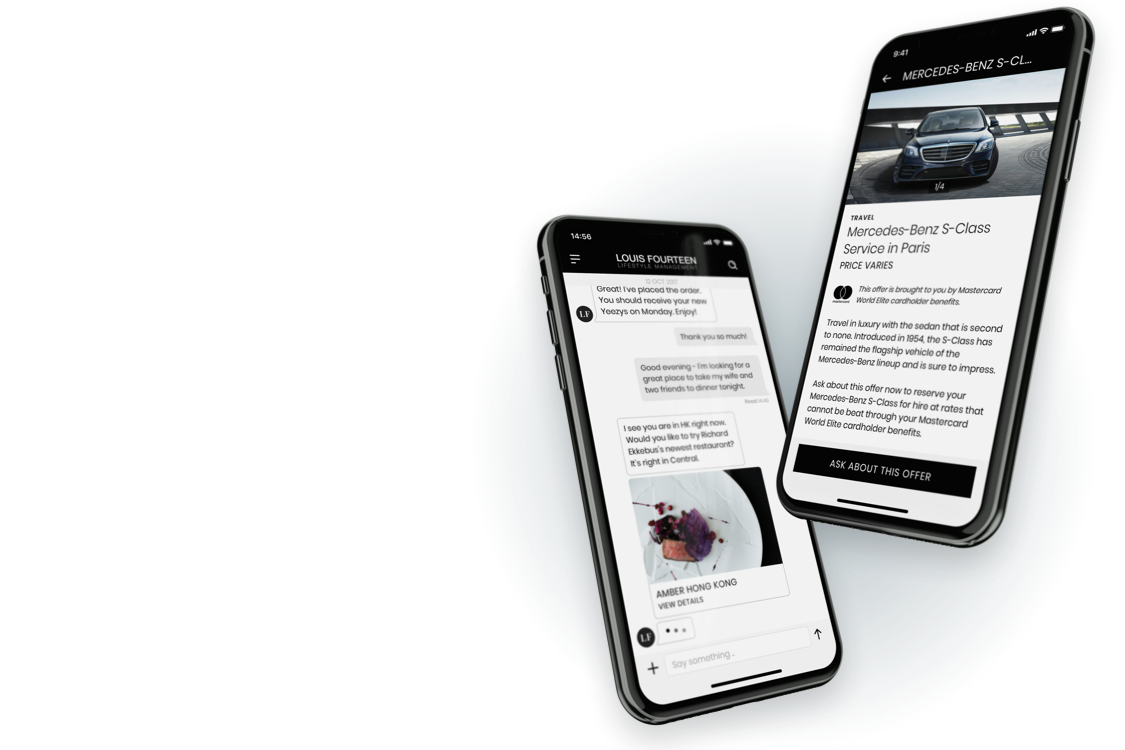 14:56
LOUIS FOURTEEN
LIFESTYLE MANAGEMENT
12 OCT 2017
Great! I've placed the order.
You should receive your new
Yeezys on Monday. Enjoy!
LF
Thank you so much!
Good evening - I'm looking for a
great place to take my wife and
two friends to dinner tonight.
I see you are in HK right now.
Would you like to try Richard
Ekkebus's newest restaurant?
It's right in Central.
AMBER HONG KONG
VIEW DETAILS
LF
Say something..
9:41
MERCEDES-BENZ S-CL...
1/4
TRAVEL
Mercedes-Benz S-Class
Service in Paris
PRICE VARIES
mastercard
This offer is brought to you by Mastercard
World Elite cardholder benefits.
Travel in luxury with the sedan that is second
to none. Introduced in 1954, the S-Class has
remained the flagship vehicle of the
Mercedes-Benz lineup and is sure to impress.
Ask about this offer now to reserve your
Mercedes-Benz S-Class for hire at rates that
cannot be beat through your Mastercard
World Elite cardholder benefits.
ASK ABOUT THIS OFFER